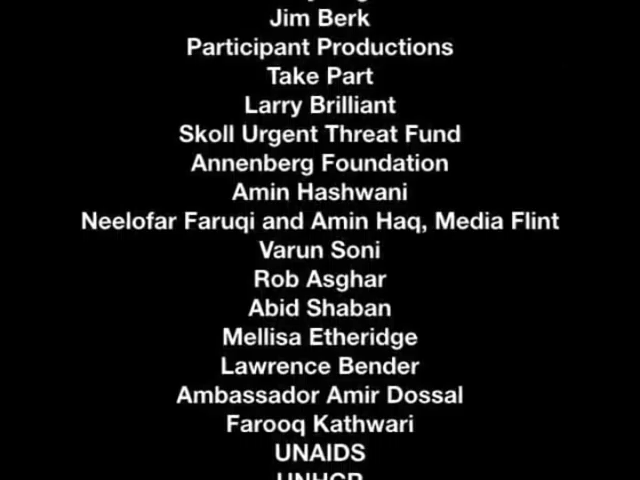 Jim Berk
Participant Productions
Take Part
Larry Brilliant
Skoll Urgent Threat Fund
Annenberg Foundation
Amin Hashwani
Neelofar Faruqi and Amin Haq, Media Flint
Varun Soni
Rob Asghar
Abid Shaban
Mellisa Etheridge
Lawrence Bender
Ambassador Amir Dossal
Farooq Kathwari
UNAIDS
UNHCR